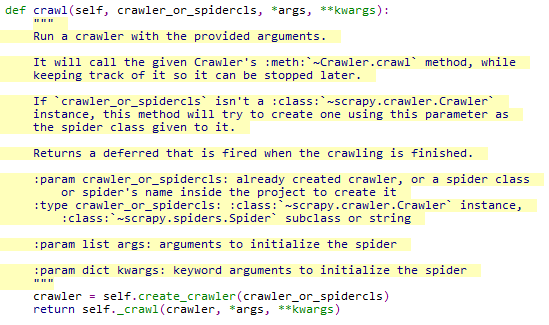 def crawl(self, crawler_or_spidercls, *args, **kwargs):
"""
Run a crawler with the provided arguments.
It will call the given Crawler's :meth:`~Crawler.crawl` method, while
keeping track of it so it can be stopped later.
If `crawler_or_spidercls` isn't a :class:`~scrapy.crawler.Crawler`
instance, this method will try to create one using this parameter as
the spider class given to it.
Returns a deferred that is fired when the crawling is finished.
:param crawler_or_spidercls: already created crawler, or a spider class
or spider's name inside the project to create it
:type crawler_or_spidercls: :class:`~scrapy.crawler.Crawler` instance,
:class:`~scrapy.spiders.Spider` subclass or string
:param list args: arguments to initialize the spider
:param dict kwargs: keyword arguments to initialize the spider
"""
crawler = self.create_crawler(crawler_or_spidercls)
return self._crawl(crawler, *args, **kwargs)